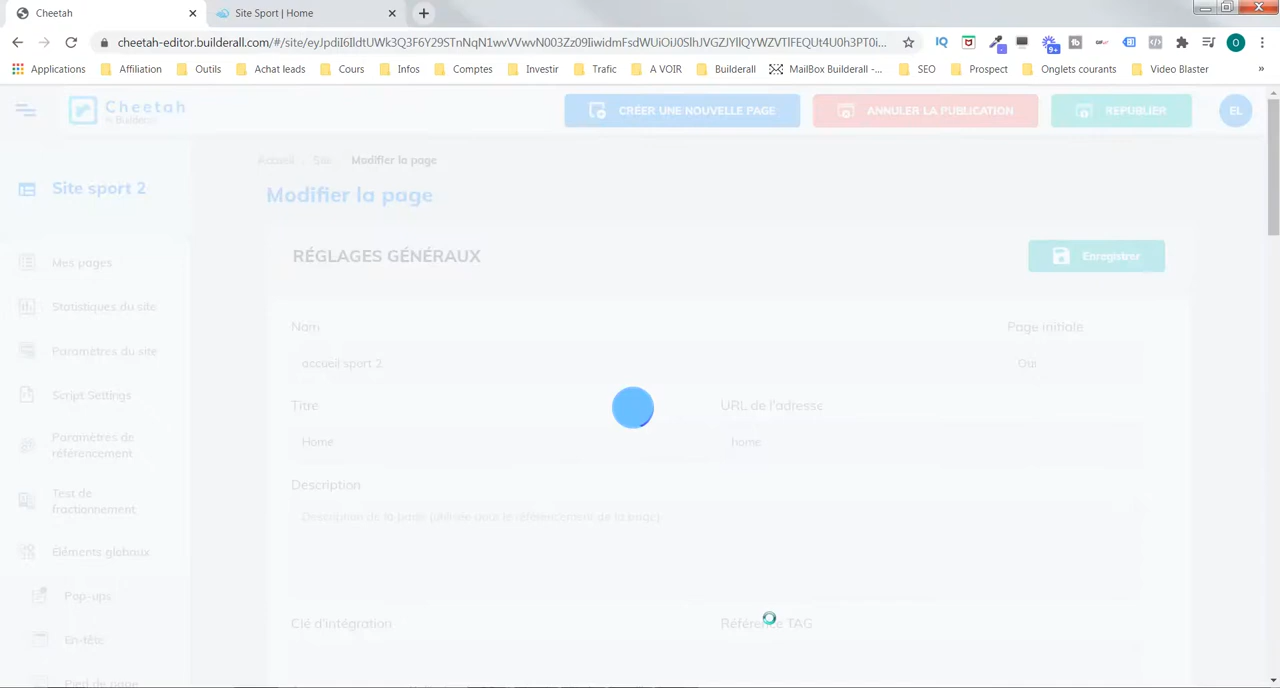 Cheetah
Site Sport | Home
cheetah-editor.builderall.com/#/site/
Applications
Affiliation
Outils
Achat leads
Cours
Infos
Comptes
Investir
Trafic
A VOIR
Builderall
MailBox Builderall -...
SEO
Prospect
Onglets courants
Video Blaster
»
Cheetah
by Builderall
CRÉER UNE NOUVELLE PAGE
ANNULER LA PUBLICATION
REPUBLIER
EL
Accueil
Site
Modifier la page
Site sport 2
Modifier la page
RÉGLAGES GÉNÉRAUX
Enregistrer
Mes pages
Statistiques du site
Paramètres du site
Script Settings
Paramètres de
référencement
Test de
fractionnement
Eléments globaux
Pop-ups
En-tête
Pied de page
Nom
Page initiale
accueil sport 2
Oui
Titre
URL de l'adresse
Home
home
Description
Description de la page (utilisée pour le référencement de la page)
Clé d'intégration
Référence TAG